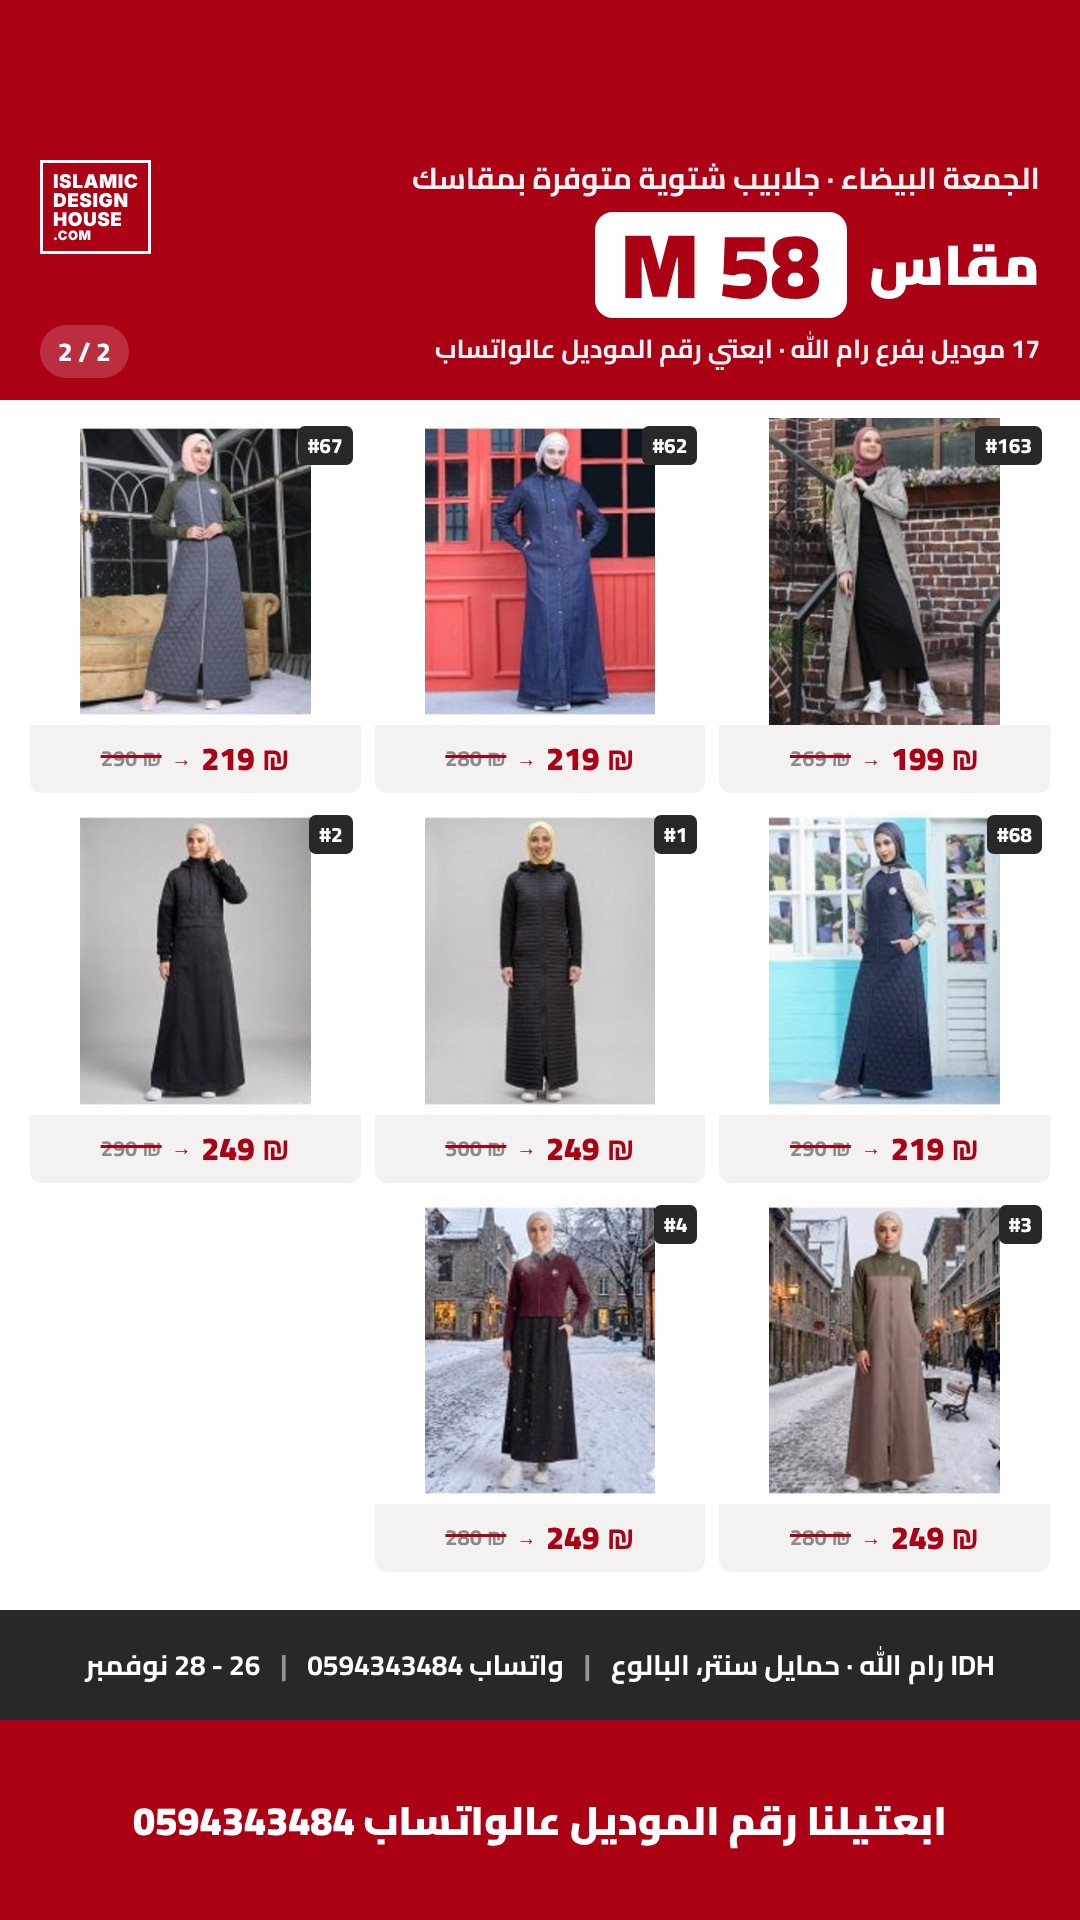 ISLAMIC
DESIGN
HOUSE
.COM
الجمعة البيضاء · جلابيب شتوية متوفرة بمقاسك
مقاس M 58
17 موديل بفرع رام الله · ابعتي رقم الموديل عالواتساب
2 / 2
#163
#62
#67
269 ₪ → 199 ₪
280 ₪ → 219 ₪
290 ₪ → 219 ₪
#68
#1
#2
290 ₪ → 219 ₪
300 ₪ → 249 ₪
290 ₪ → 249 ₪
#3
#4
280 ₪ → 249 ₪
280 ₪ → 249 ₪
IDH رام الله · حمايل سنتر، البالوع | واتساب 0594343484 | 26 - 28 نوفمبر
ابعتيلنا رقم الموديل عالواتساب 0594343484